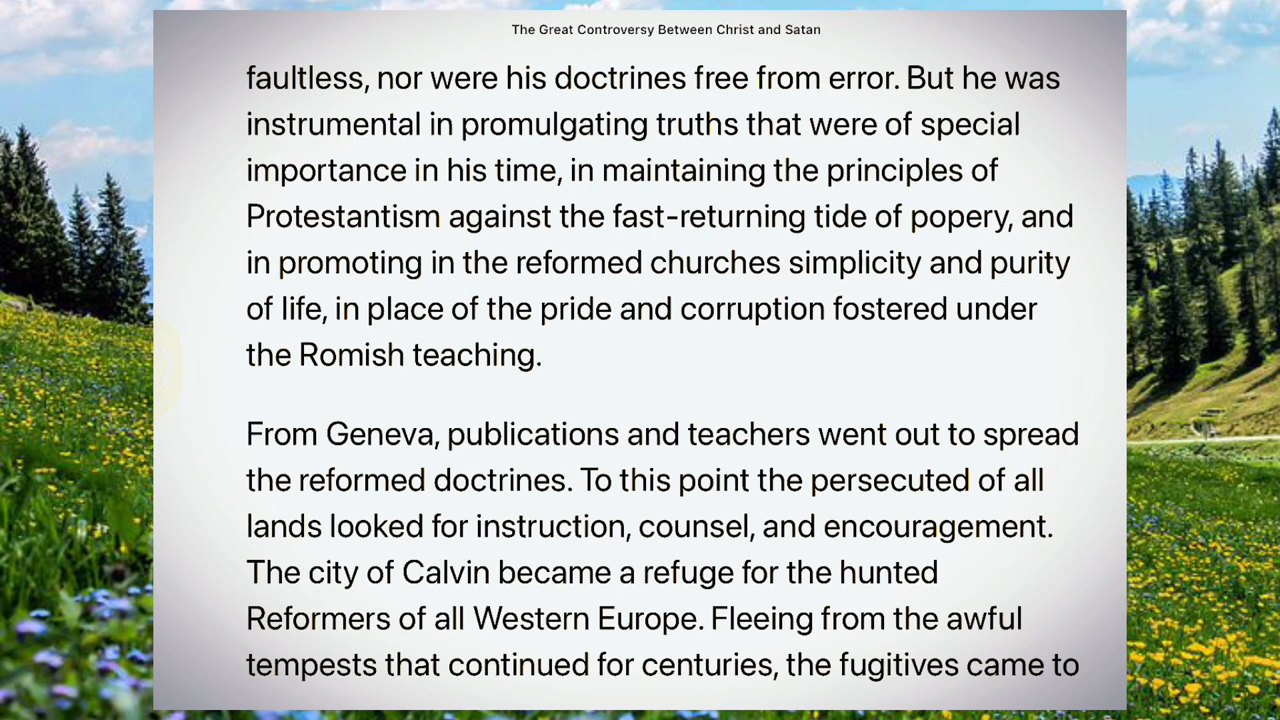 The Great Controversy Between Christ and Satan
faultless, nor were his doctrines free from error. But he was
instrumental in promulgating truths that were of special
importance in his time, in maintaining the principles of
Protestantism against the fast-returning tide of popery, and
in promoting in the reformed churches simplicity and purity
of life, in place of the pride and corruption fostered under
the Romish teaching.
From Geneva, publications and teachers went out to spread
the reformed doctrines. To this point the persecuted of all
lands looked for instruction, counsel, and encouragement.
The city of Calvin became a refuge for the hunted
Reformers of all Western Europe. Fleeing from the awful
tempests that continued for centuries, the fugitives came to